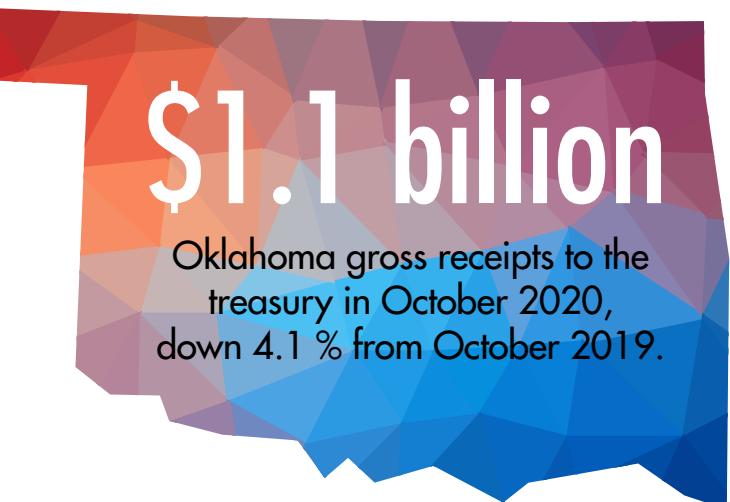 $1.1 billion
Oklahoma gross receipts to the
treasury in October 2020,
down 4.1 % from October 2019.